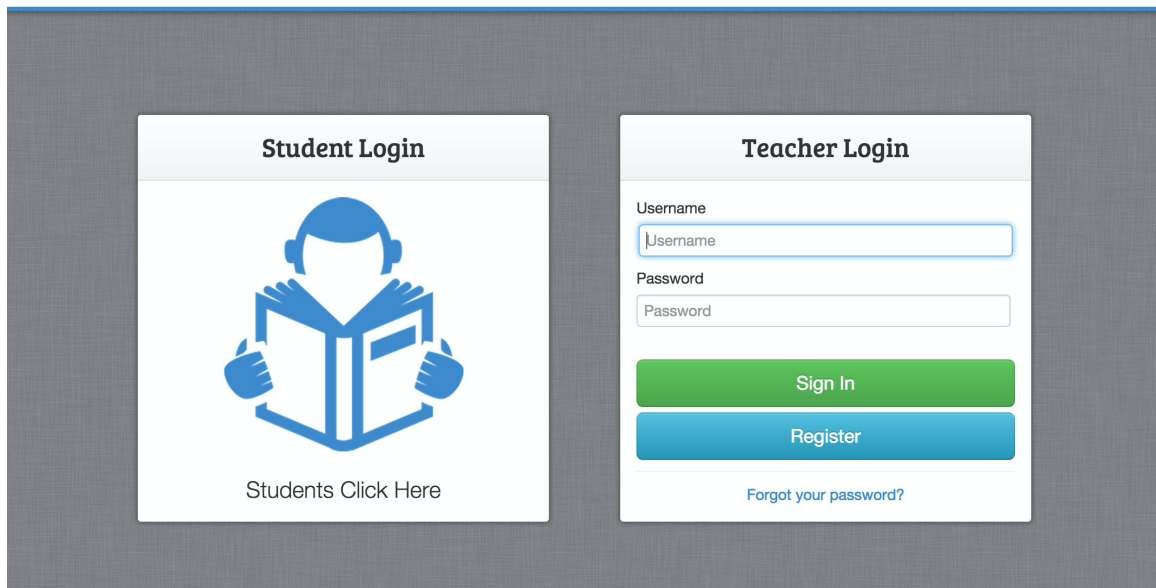 Student Login
Students Click Here
Teacher Login
Username
Username
Password
Password
Sign In
Register
Forgot your password?